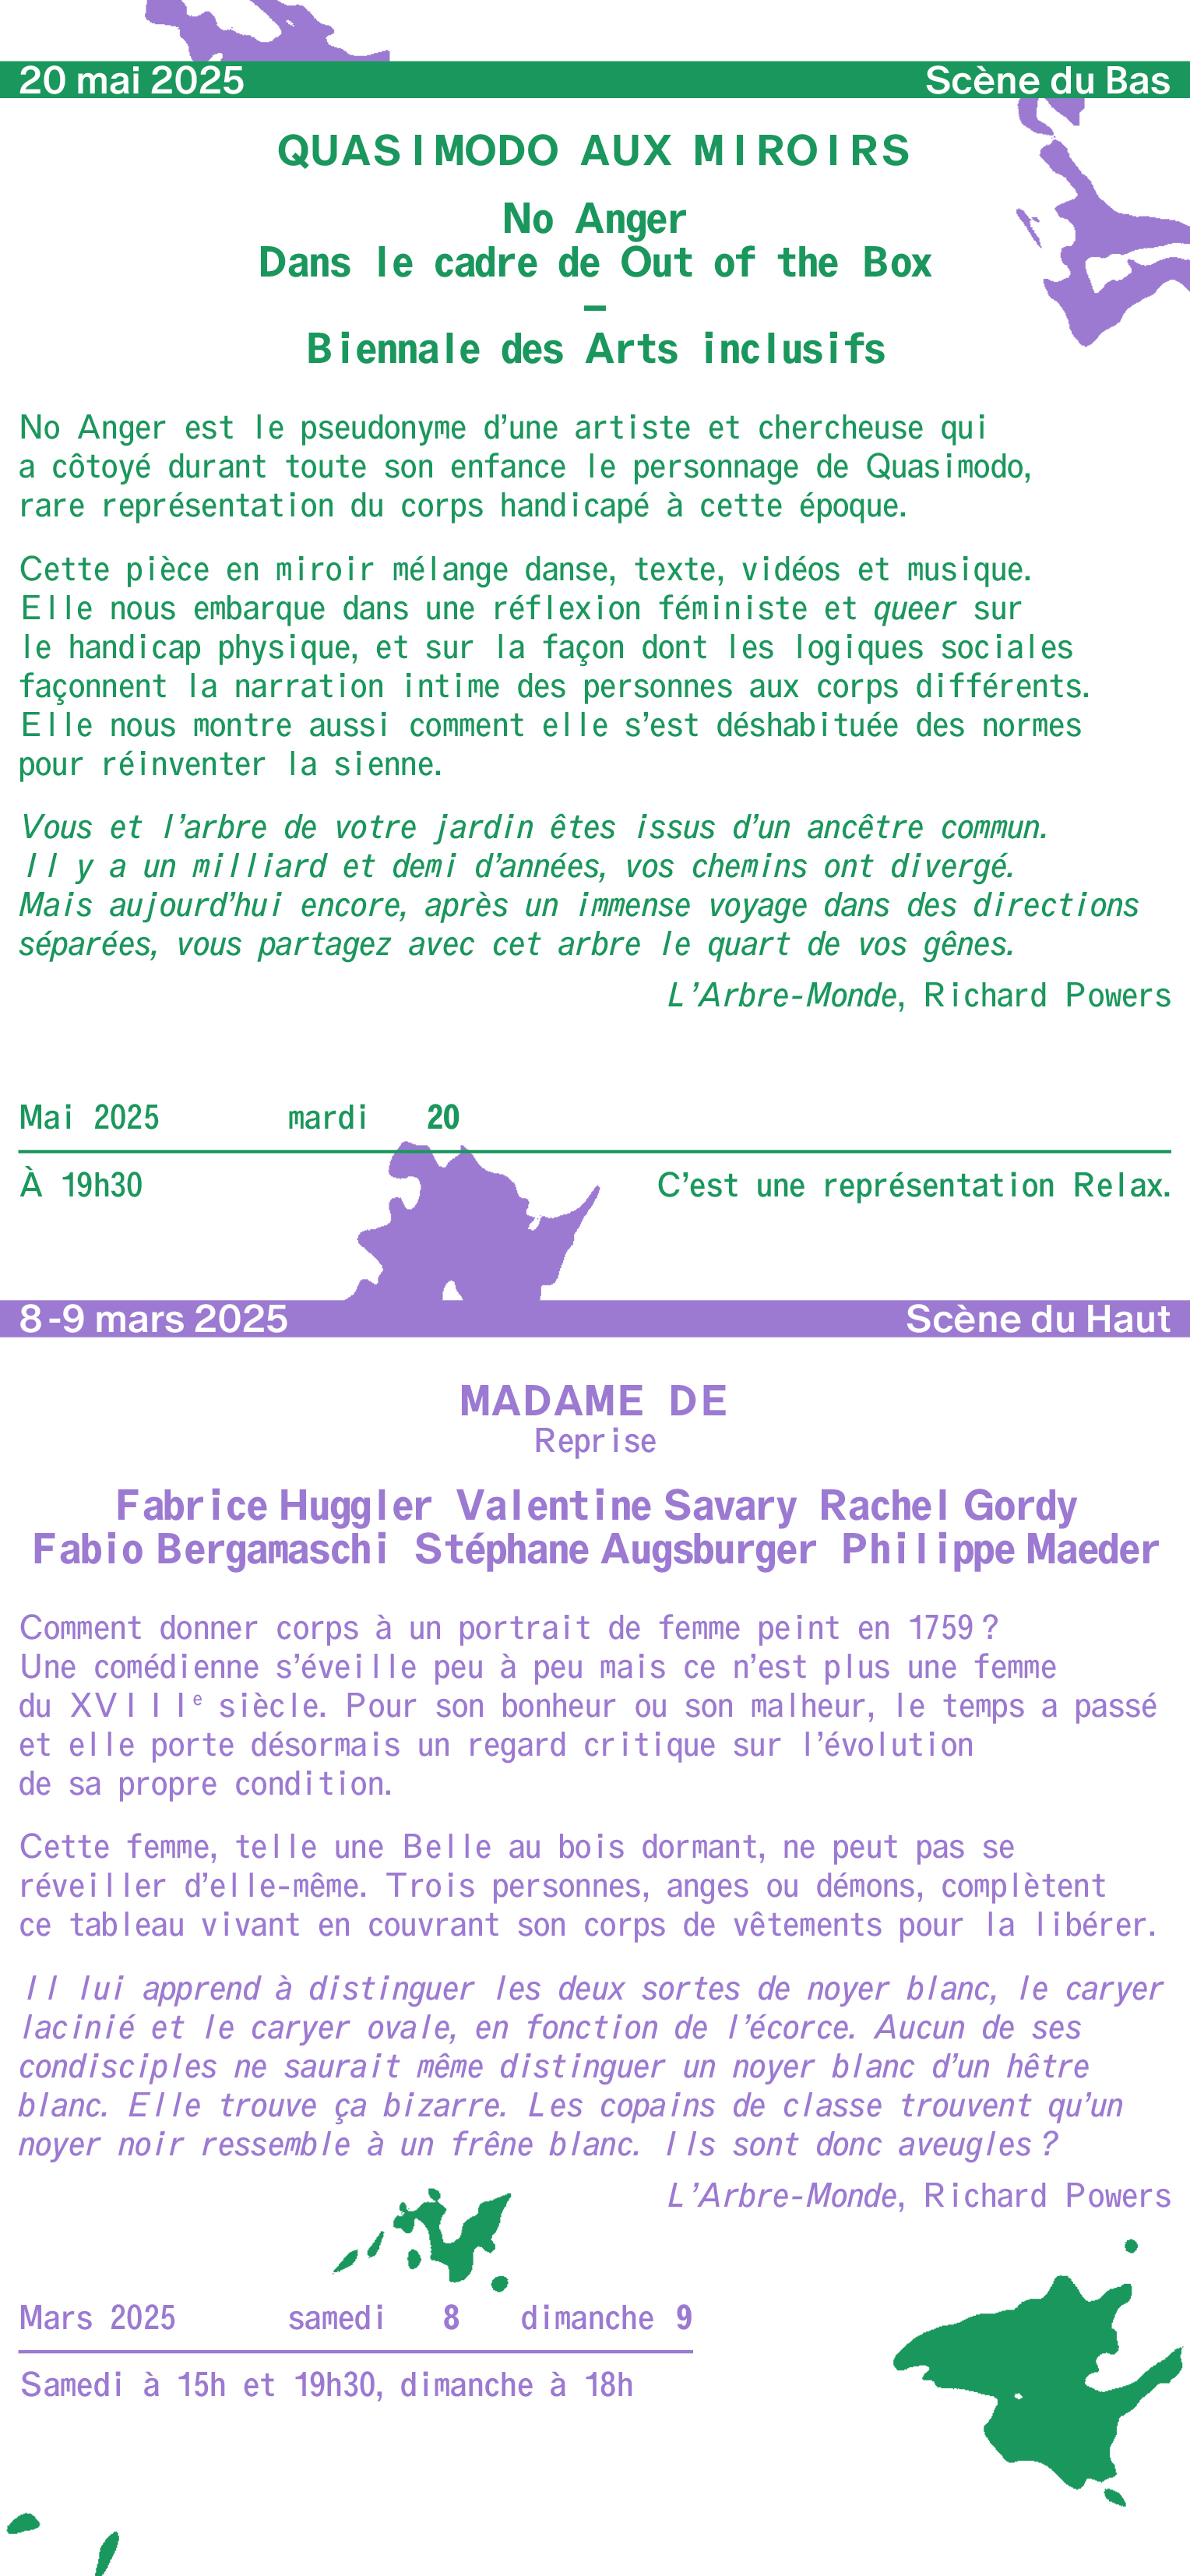 20 mai 2025 Scène du Bas
QUASIMODO AUX MIROIRS
No Anger
Dans le cadre de Out of the Box
–
Biennale des Arts inclusifs
No Anger est le pseudonyme d’une artiste et chercheuse qui
a côtoyé durant toute son enfance le personnage de Quasimodo,
rare représentation du corps handicapé à cette époque.
Cette pièce en miroir mélange danse, texte, vidéos et musique.
Elle nous embarque dans une réflexion féministe et queer sur
le handicap physique, et sur la façon dont les logiques sociales
façonnent la narration intime des personnes aux corps différents.
Elle nous montre aussi comment elle s’est déshabituée des normes
pour réinventer la sienne.
Vous et l’arbre de votre jardin êtes issus d’un ancêtre commun.
Il y a un milliard et demi d’années, vos chemins ont divergé.
Mais aujourd’hui encore, après un immense voyage dans des directions
séparées, vous partagez avec cet arbre le quart de vos gênes.
L’Arbre-Monde, Richard Powers
Mai 2025 mardi 20
À 19h30 C’est une représentation Relax.
8-9 mars 2025 Scène du Haut
MADAME DE
Reprise
Fabrice Huggler Valentine Savary Rachel Gordy
Fabio Bergamaschi Stéphane Augsburger Philippe Maeder
Comment donner corps à un portrait de femme peint en 1759 ?
Une comédienne s’éveille peu à peu mais ce n’est plus une femme
du XVIIIe siècle. Pour son bonheur ou son malheur, le temps a passé
et elle porte désormais un regard critique sur l’évolution
de sa propre condition.
Cette femme, telle une Belle au bois dormant, ne peut pas se
réveiller d’elle-même. Trois personnes, anges ou démons, complètent
ce tableau vivant en couvrant son corps de vêtements pour la libérer.
Il lui apprend à distinguer les deux sortes de noyer blanc, le caryer
lacinié et le caryer ovale, en fonction de l’écorce. Aucun de ses
condisciples ne saurait même distinguer un noyer blanc d’un hêtre
blanc. Elle trouve ça bizarre. Les copains de classe trouvent qu’un
noyer noir ressemble à un frêne blanc. Ils sont donc aveugles ?
L’Arbre-Monde, Richard Powers
Mars 2025 samedi 8 dimanche 9
Samedi à 15h et 19h30, dimanche à 18h